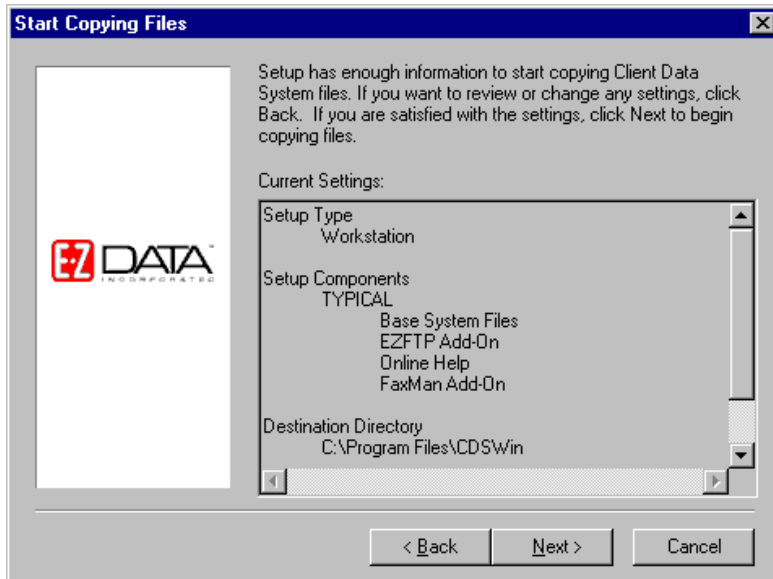 Start Copying Files
Setup has enough information to start copying Client Data
System files. If you want to review or change any settings, click
Back.  If you are satisfied with the settings, click Next to begin
copying files.
Current Settings:
Setup Type
Workstation
Setup Components
TYPICAL
Base System Files
EZFTP Add-On
Online Help
FaxMan Add-On
Destination Directory
C:\Program Files\CDSWin
E-Z DATA™
INCORPORATED
< Back
Next >
Cancel